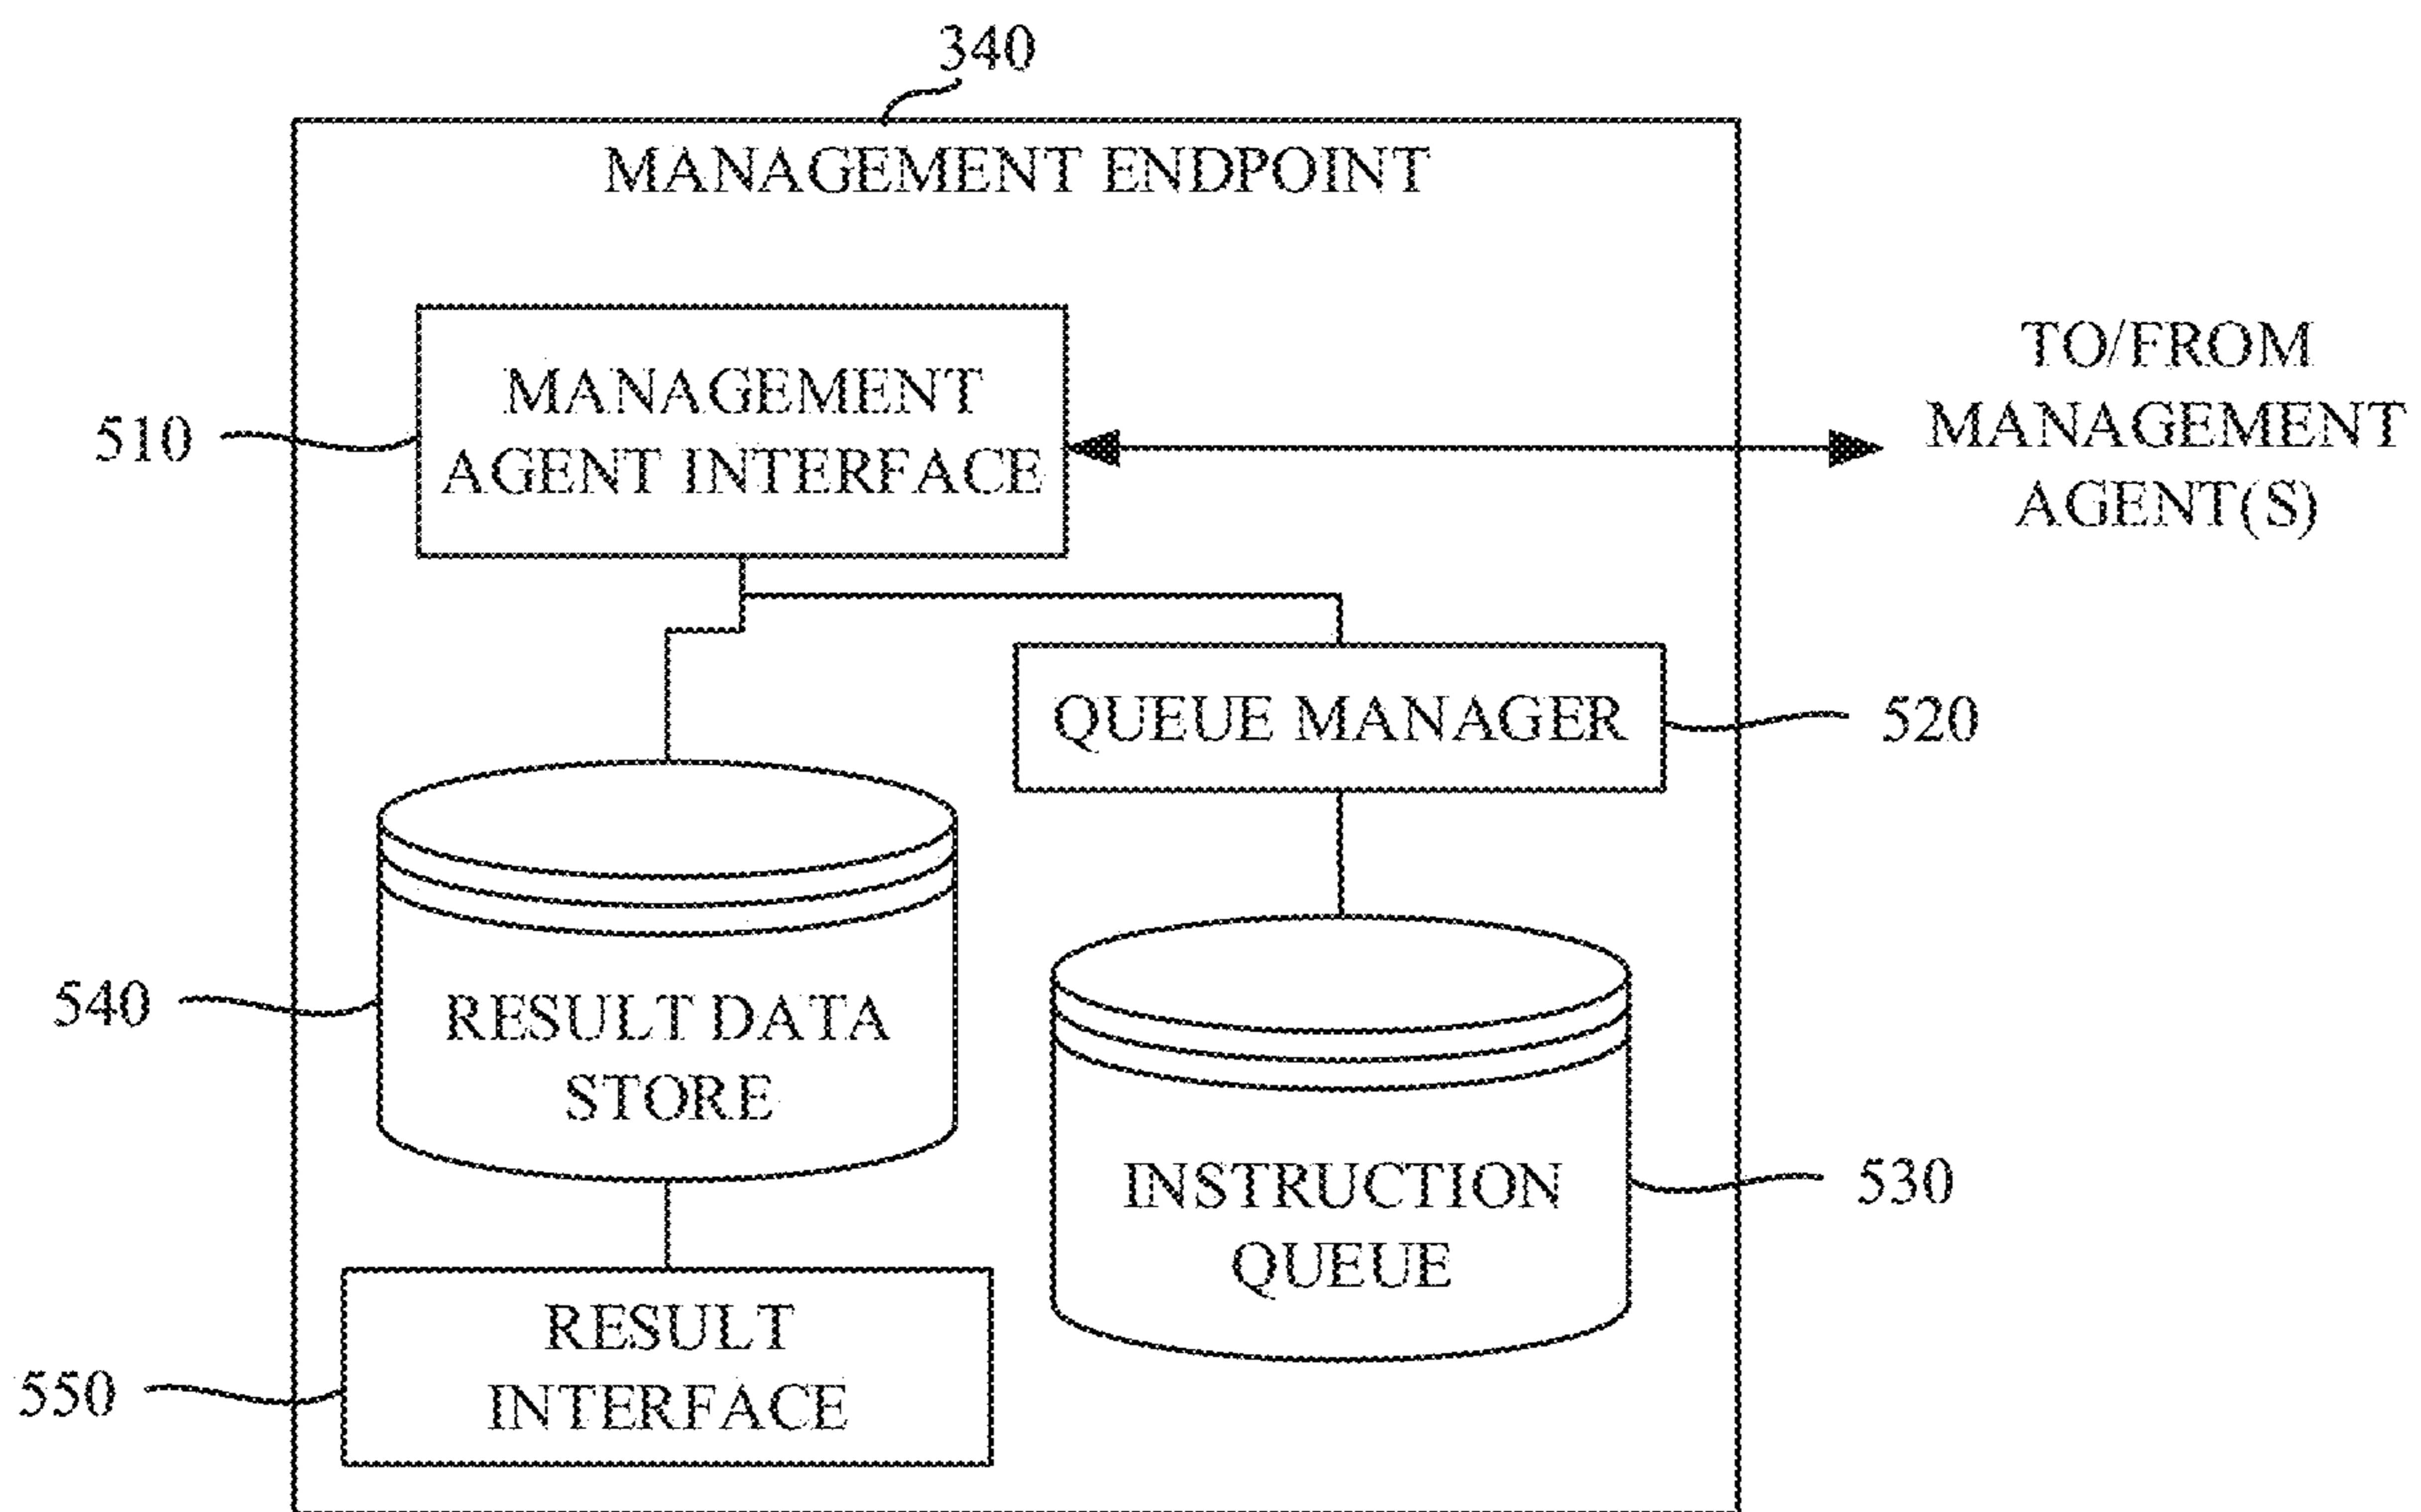 340
MANAGEMENT ENDPOINT
MANAGEMENT
AGENT INTERFACE
510
TO/FROM
MANAGEMENT
AGENT(S)
QUEUE MANAGER
520
540
RESULT DATA
STORE
INSTRUCTION
QUEUE
530
RESULT
INTERFACE
550